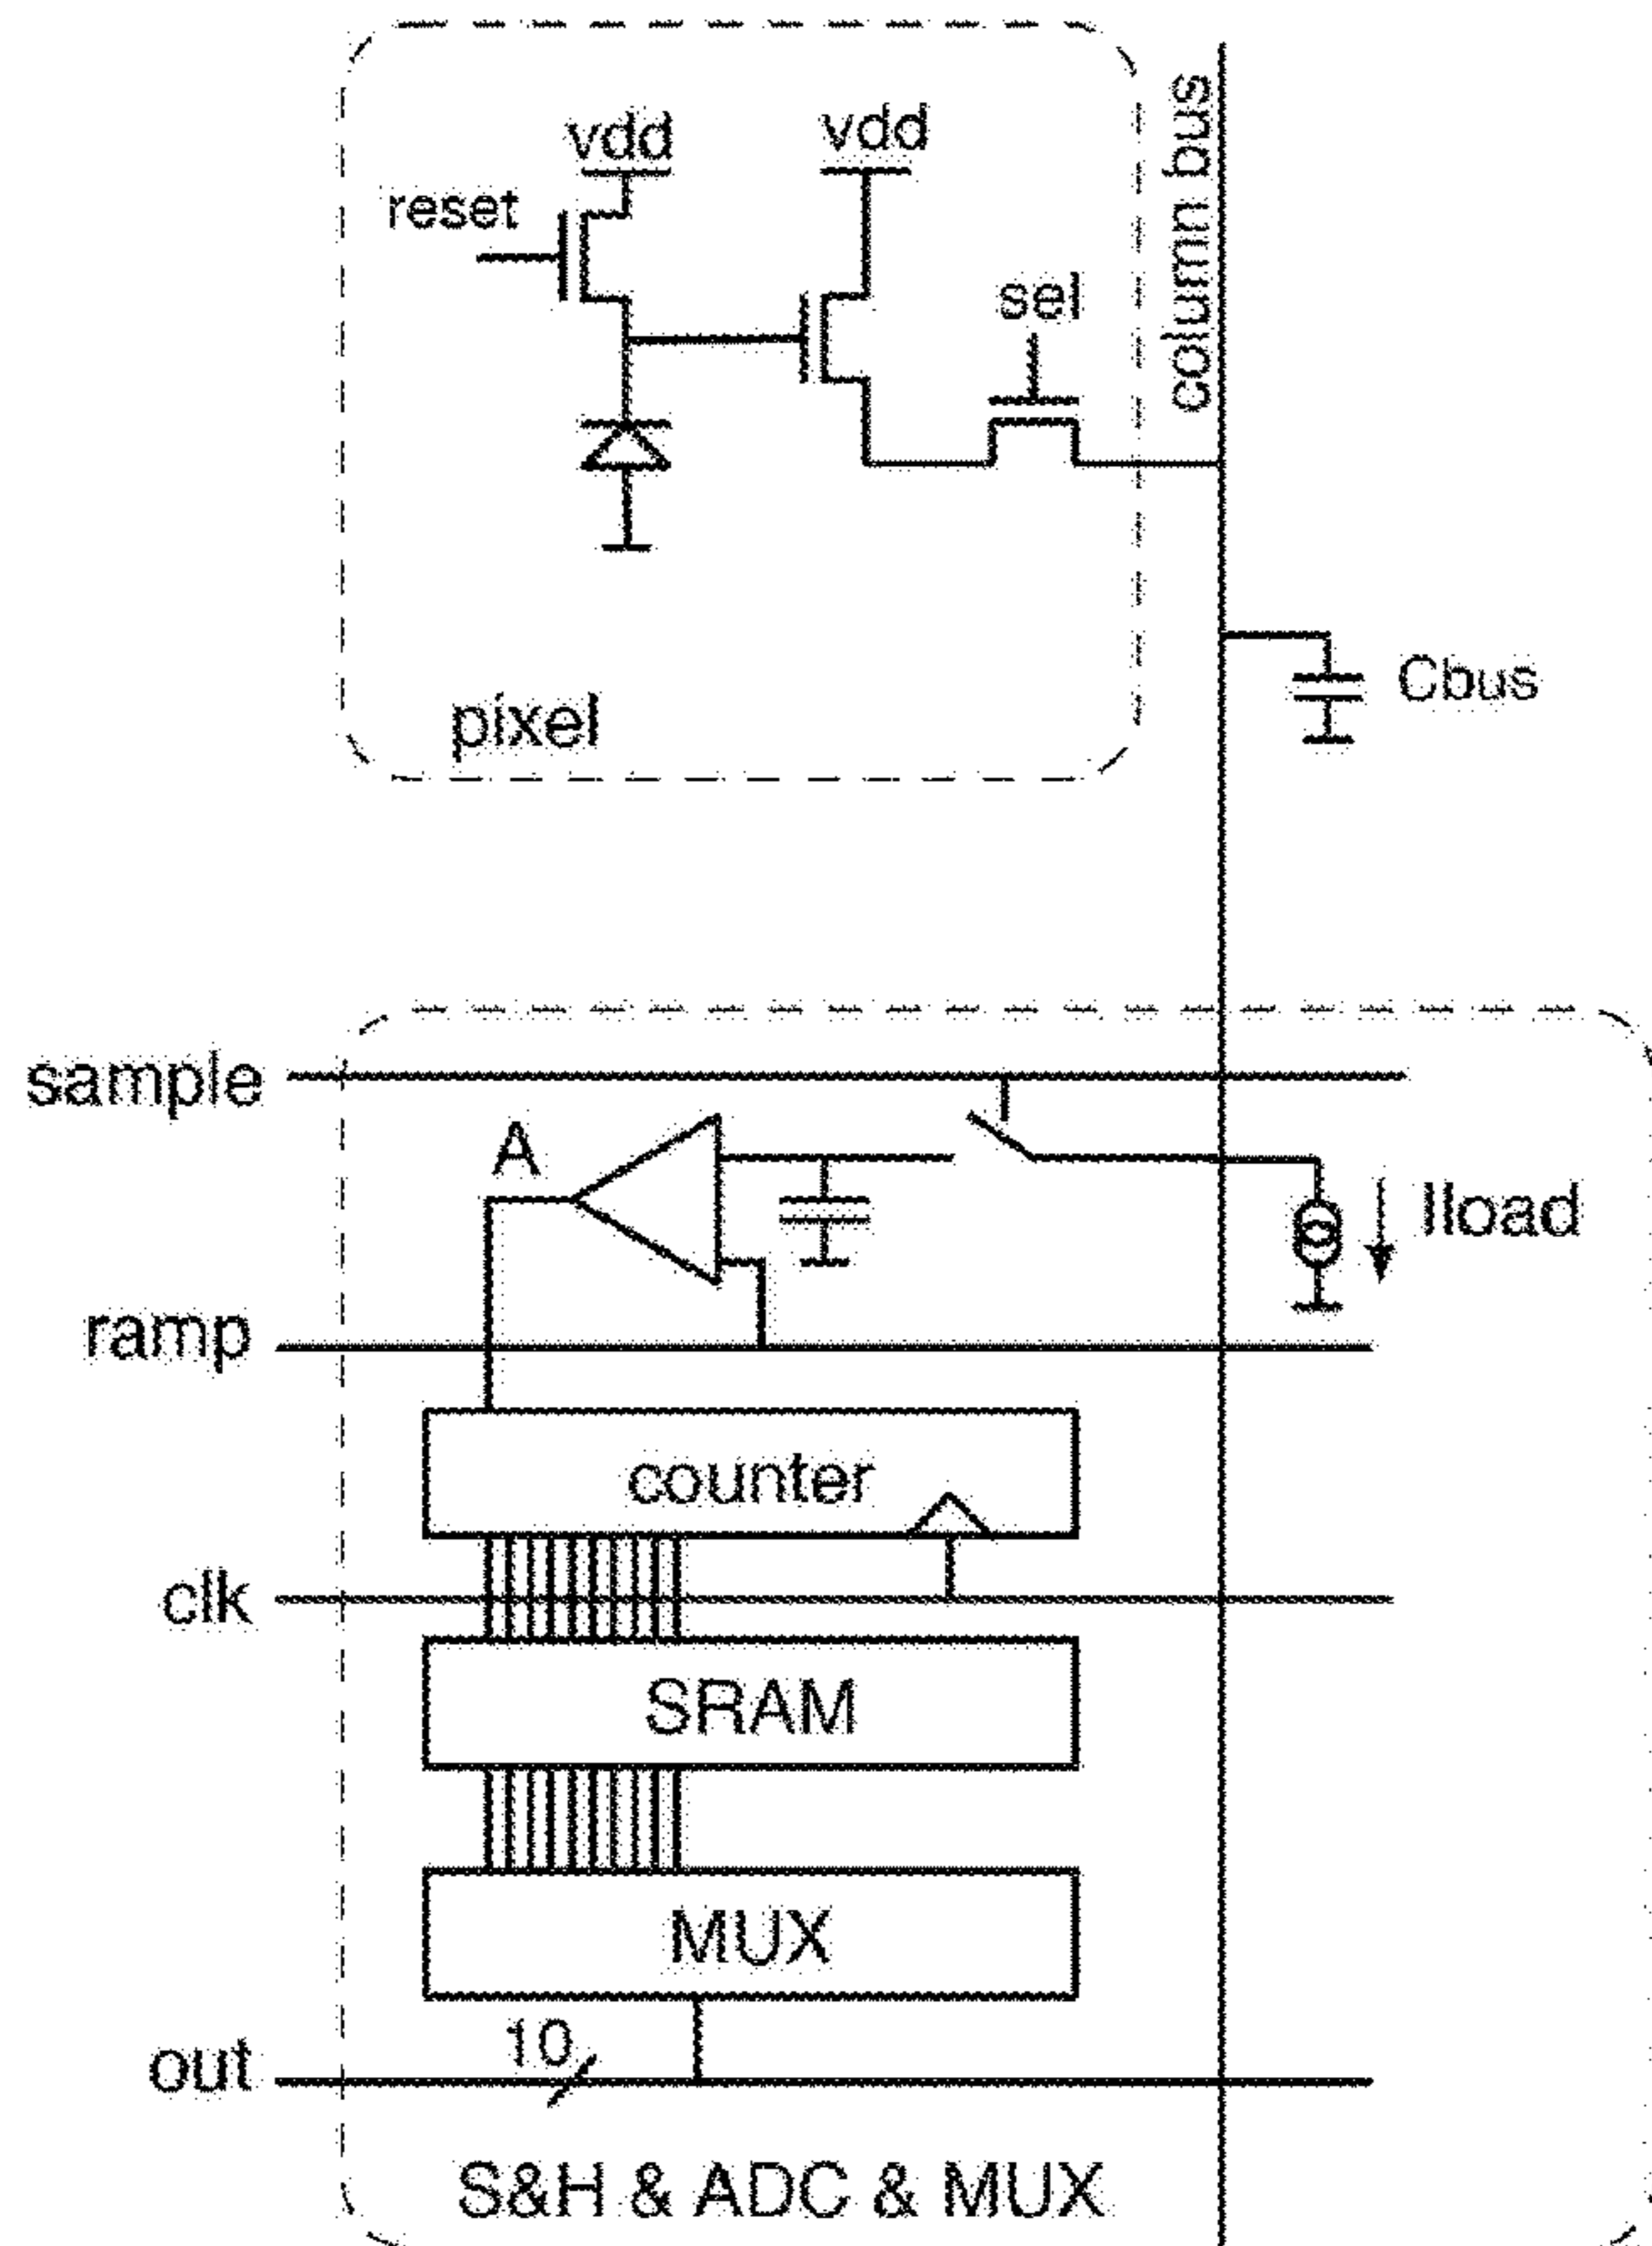 vdd
vdd
reset
sel
column bus
Cbus
pixel
sample
A
Iload
ramp
counter
clk
SRAM
MUX
10
out
S&H & ADC & MUX